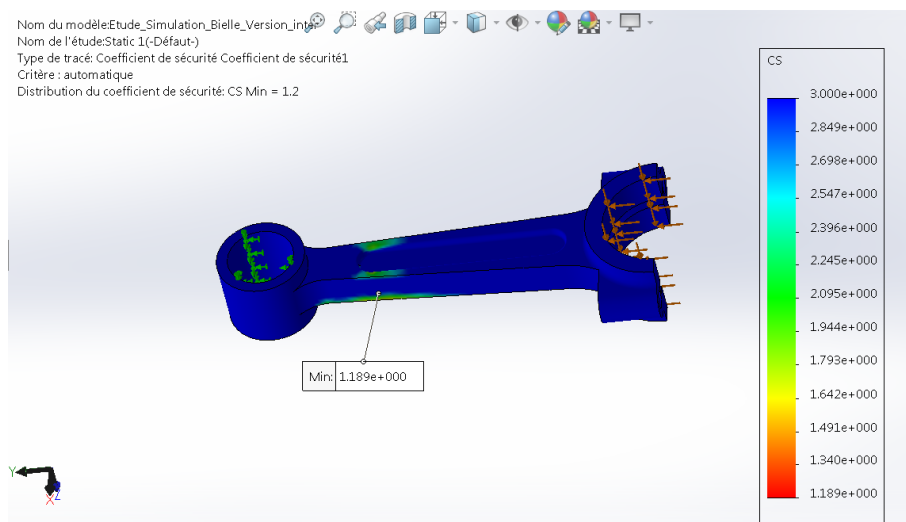 Nom du modèle:Etude_Simulation_Bielle_Version_inter
Nom de l'étude:Static 1(-Défaut-)
Type de tracé: Coefficient de sécurité Coefficient de sécurité1
Critère : automatique
Distribution du coefficient de sécurité: CS Min = 1.2
CS
3.000e+000
2.849e+000
2.698e+000
2.547e+000
2.396e+000
2.245e+000
2.095e+000
1.944e+000
1.793e+000
1.642e+000
1.491e+000
1.340e+000
1.189e+000
Min: 1.189e+000
Y
X
Z